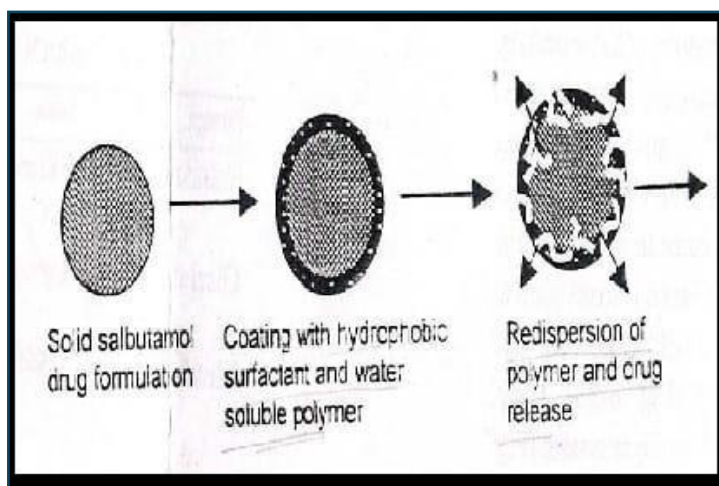 Solid salbutamol
drug formulation
Coating with hydrophobic
surfactant and water
soluble polymer
Redispersion of
polymer and drug
release